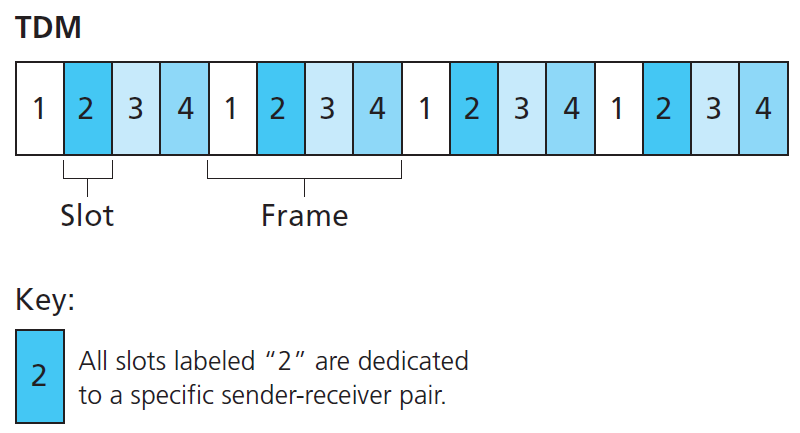 TDM
1 2 3 4 1 2 3 4 1 2 3 4 1 2 3 4
Slot Frame
Key:
2
All slots labeled “2” are dedicated
to a specific sender-receiver pair.